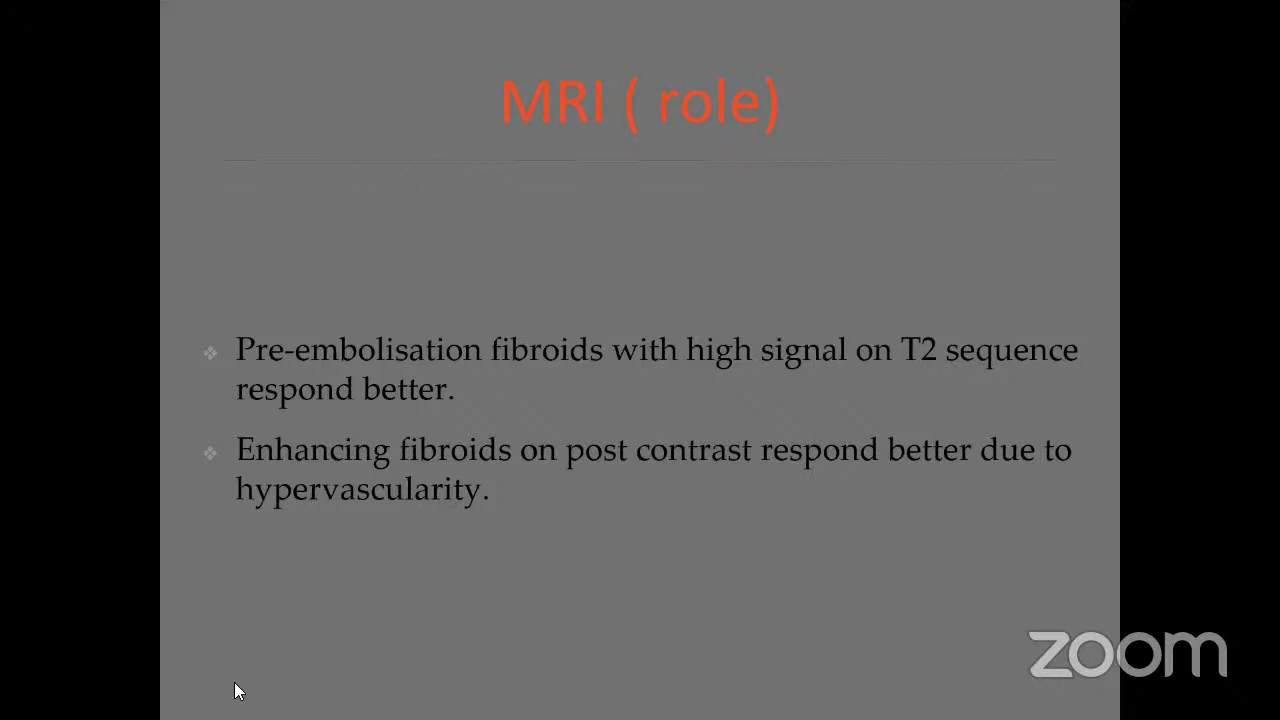 MRI ( role)
Pre-embolisation fibroids with high signal on T2 sequence
respond better.
Enhancing fibroids on post contrast respond better due to
hypervascularity.
zoom